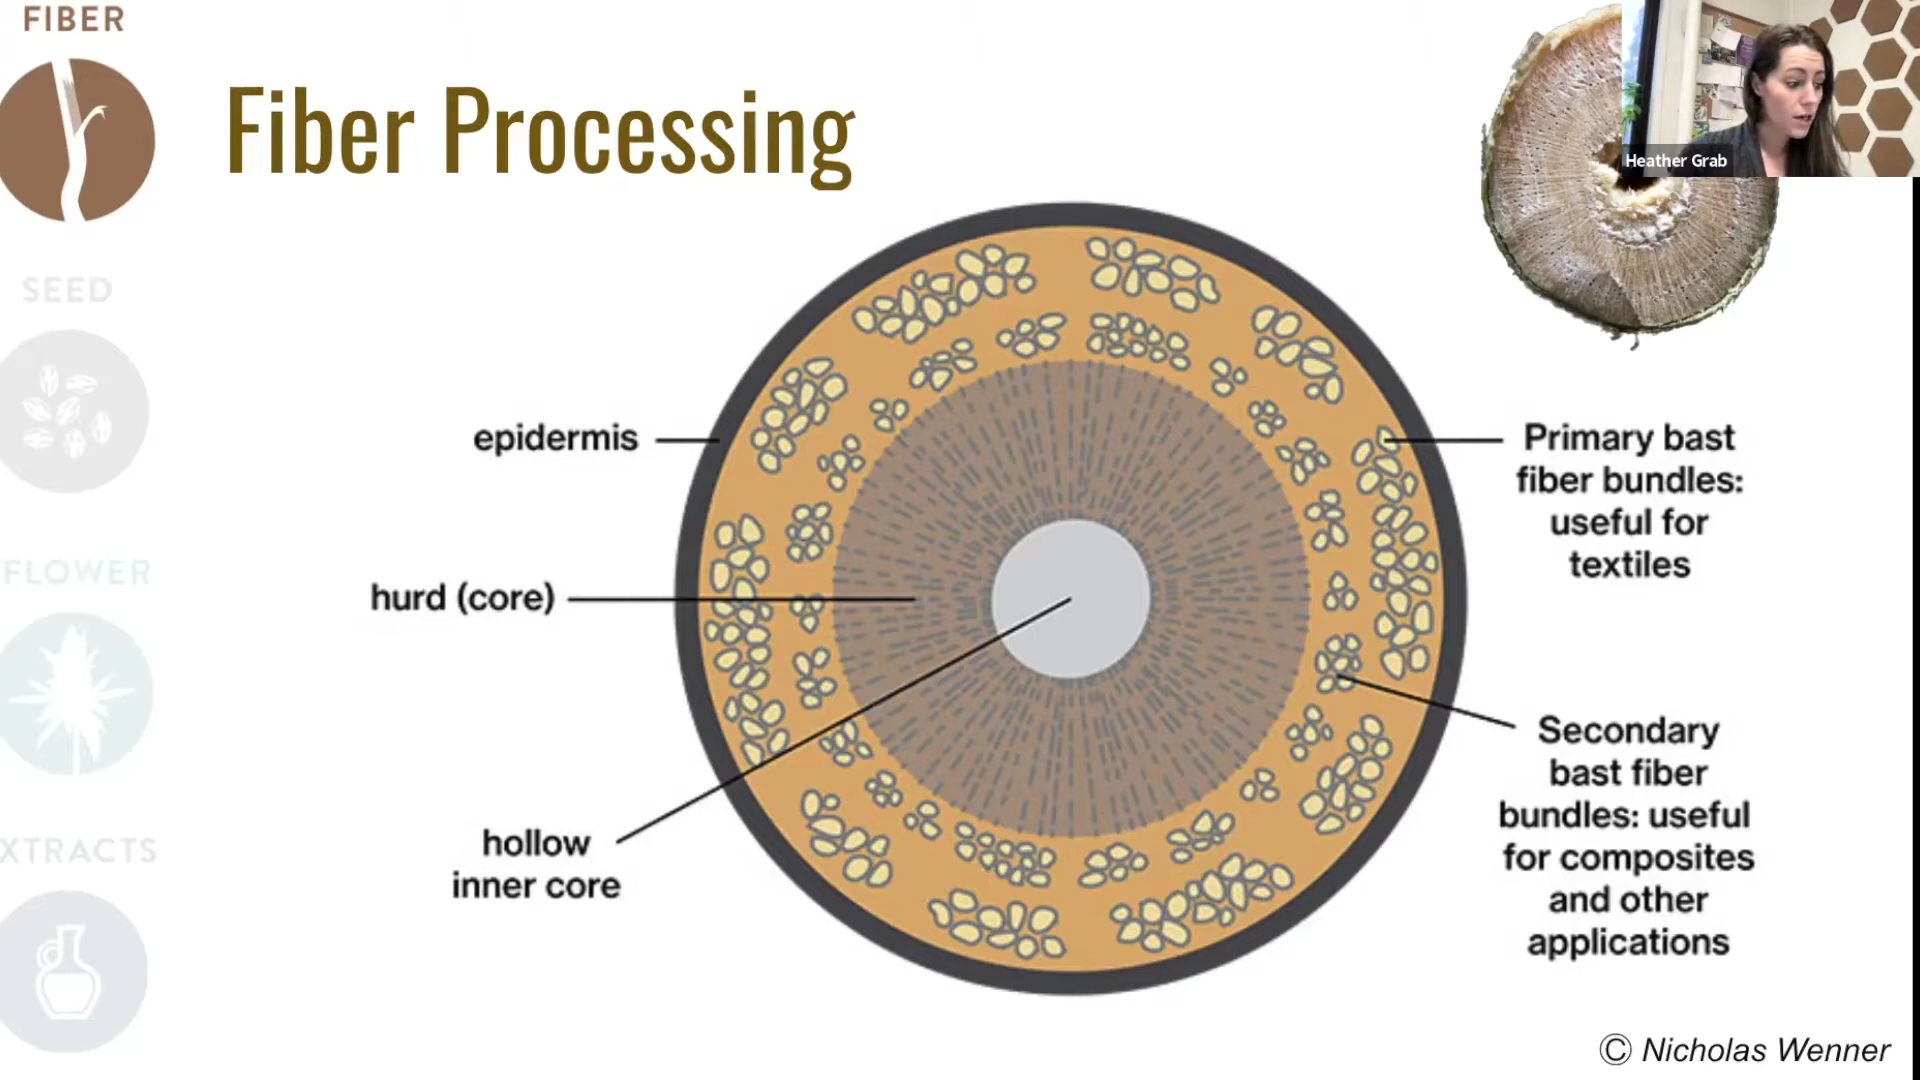 FIBER
Fiber Processing
Heather Grab
SEED
epidermis
Primary bast
fiber bundles:
useful for
textiles
FLOWER
hurd (core)
Secondary
bast fiber
bundles: useful
for composites
and other
applications
hollow
inner core
XTRACTS
© Nicholas Wenner